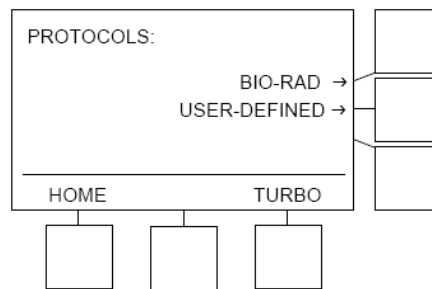 PROTOCOLS:
BIO-RAD →
USER-DEFINED →
HOME TURBO